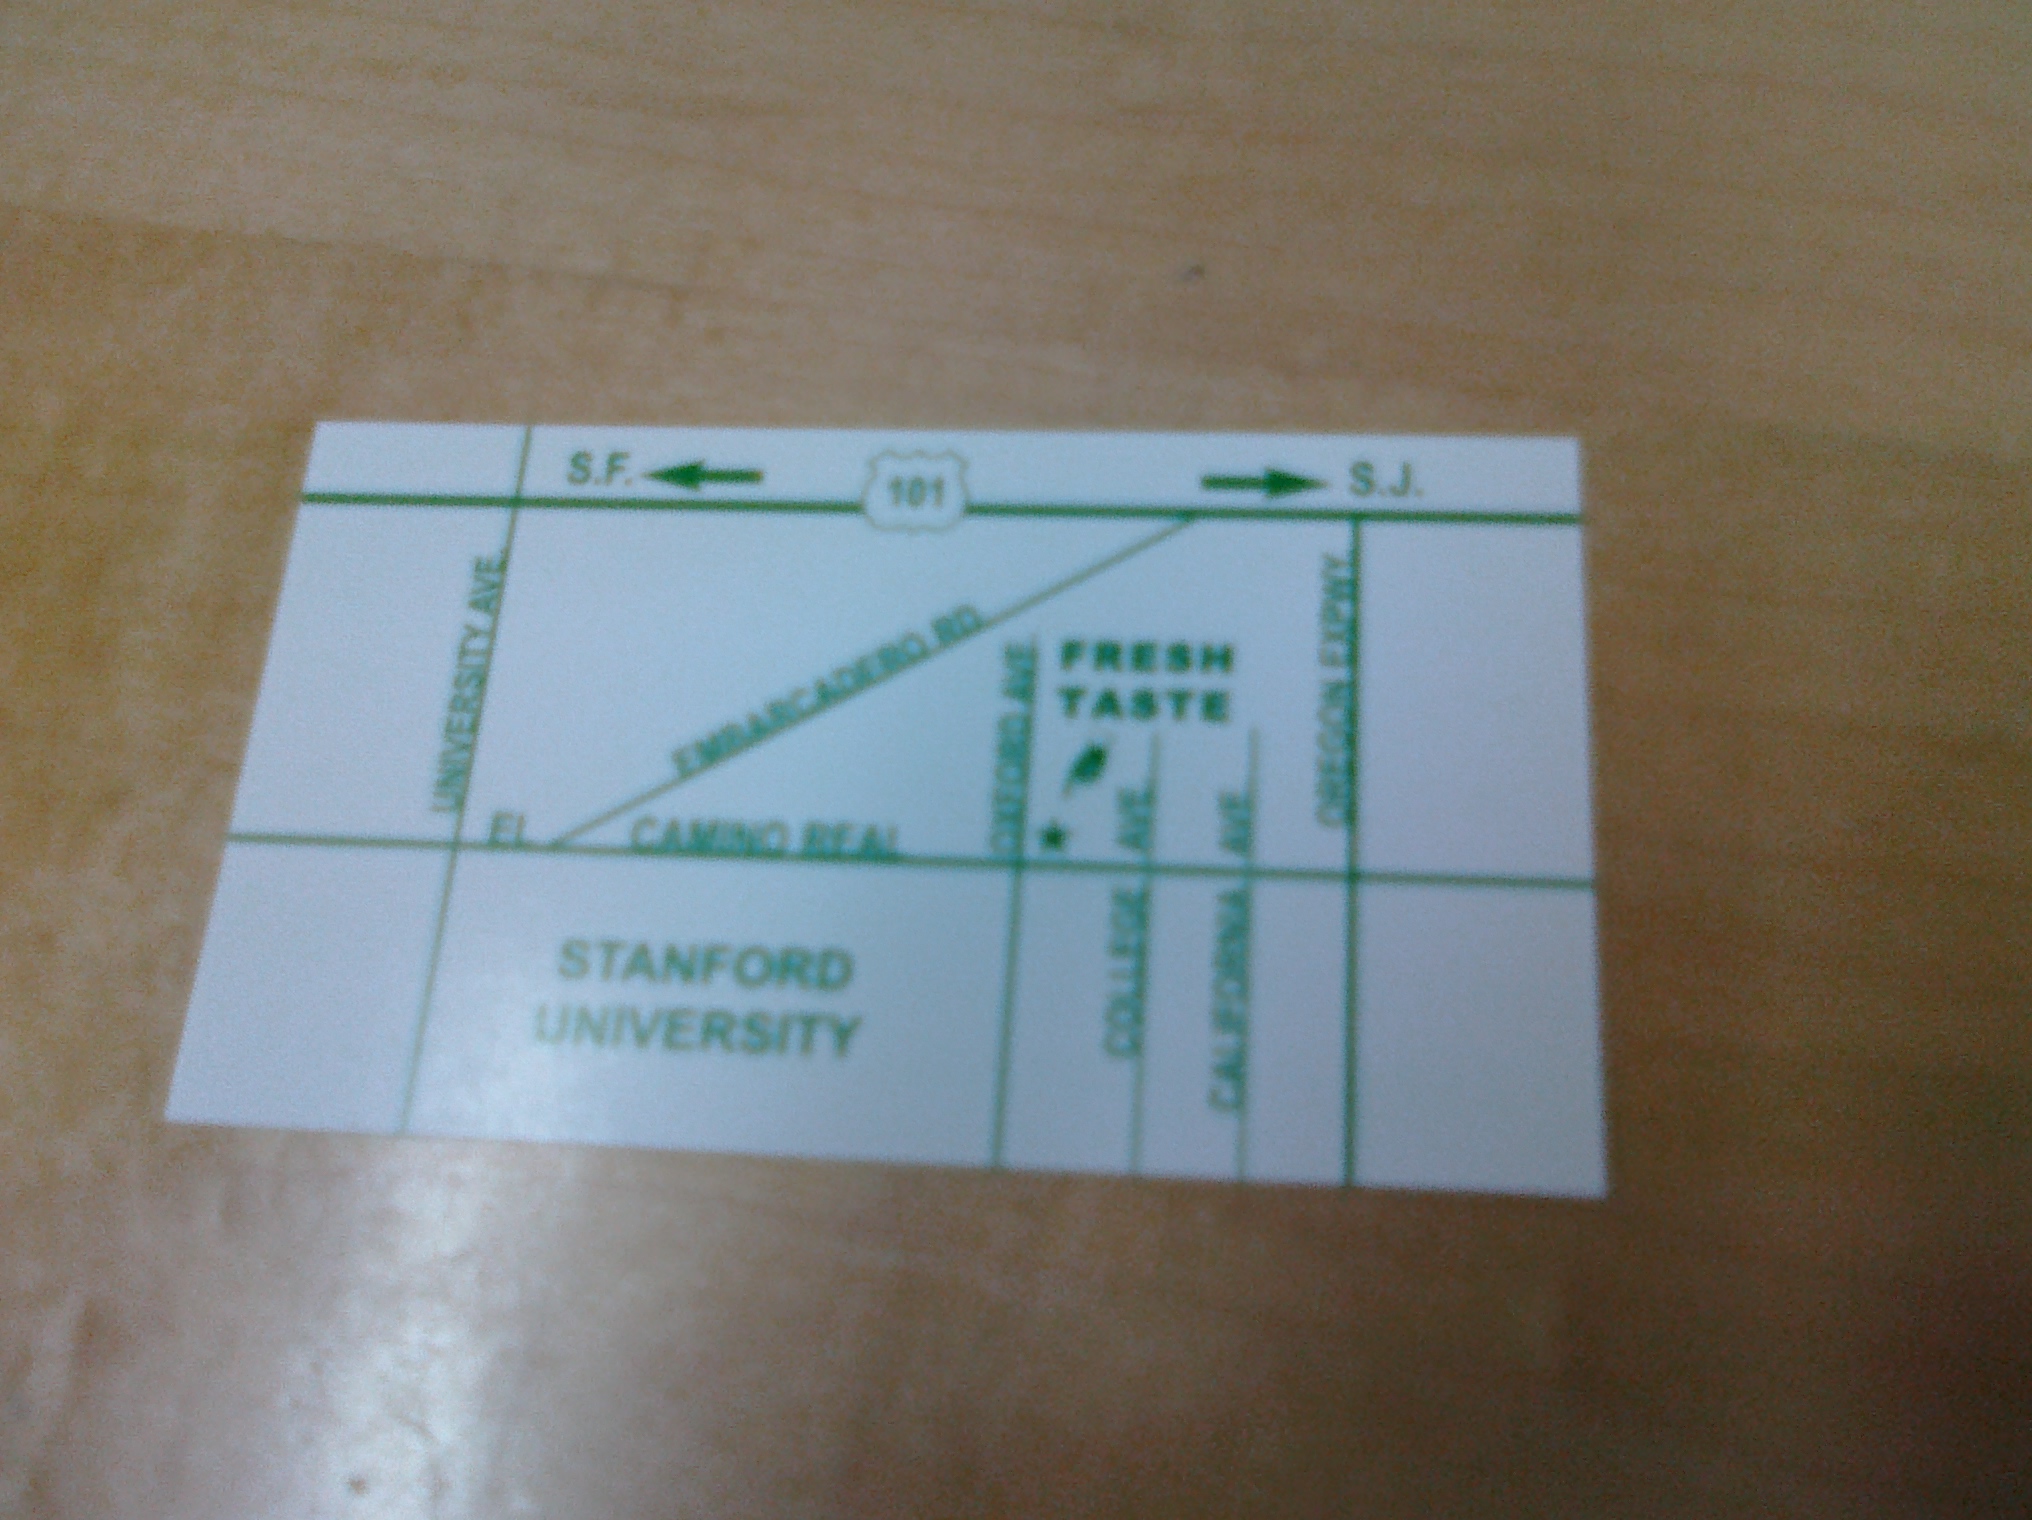 S.F.
101
S.J.
UNIVERSITY AVE.
EMBARCADERO RD.
OXFORD AVE.
FRESH
TASTE
OREGON EXPWY.
EL CAMINO REAL
COLLEGE AVE.
CALIFORNIA AVE.
STANFORD
UNIVERSITY